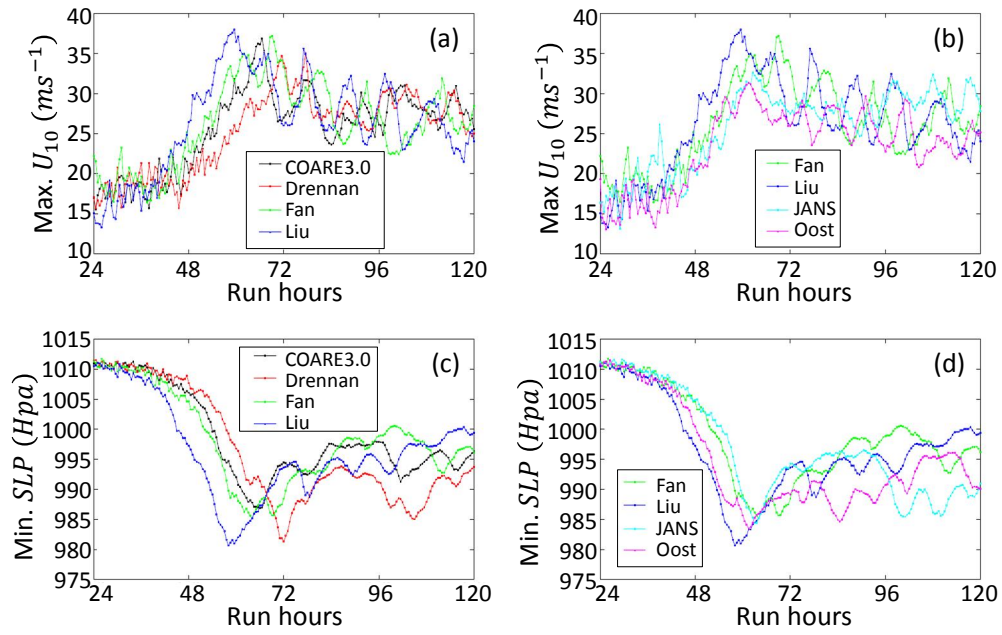 40
35
30
25
20
15
10
Max. U₁₀ (ms⁻¹)
(a)
COARE3.0
Drennan
Fan
Liu
24 48 72 96 120
Run hours
40
35
30
25
20
15
10
Max U₁₀ (ms⁻¹)
(b)
Fan
Liu
JANS
Oost
24 48 72 96 120
Run hours
1015
1010
1005
1000
995
990
985
980
975
Min. SLP (Hpa)
(c)
COARE3.0
Drennan
Fan
Liu
24 48 72 96 120
Run hours
1015
1010
1005
1000
995
990
985
980
975
Min. SLP (Hpa)
(d)
Fan
Liu
JANS
Oost
24 48 72 96 120
Run hours